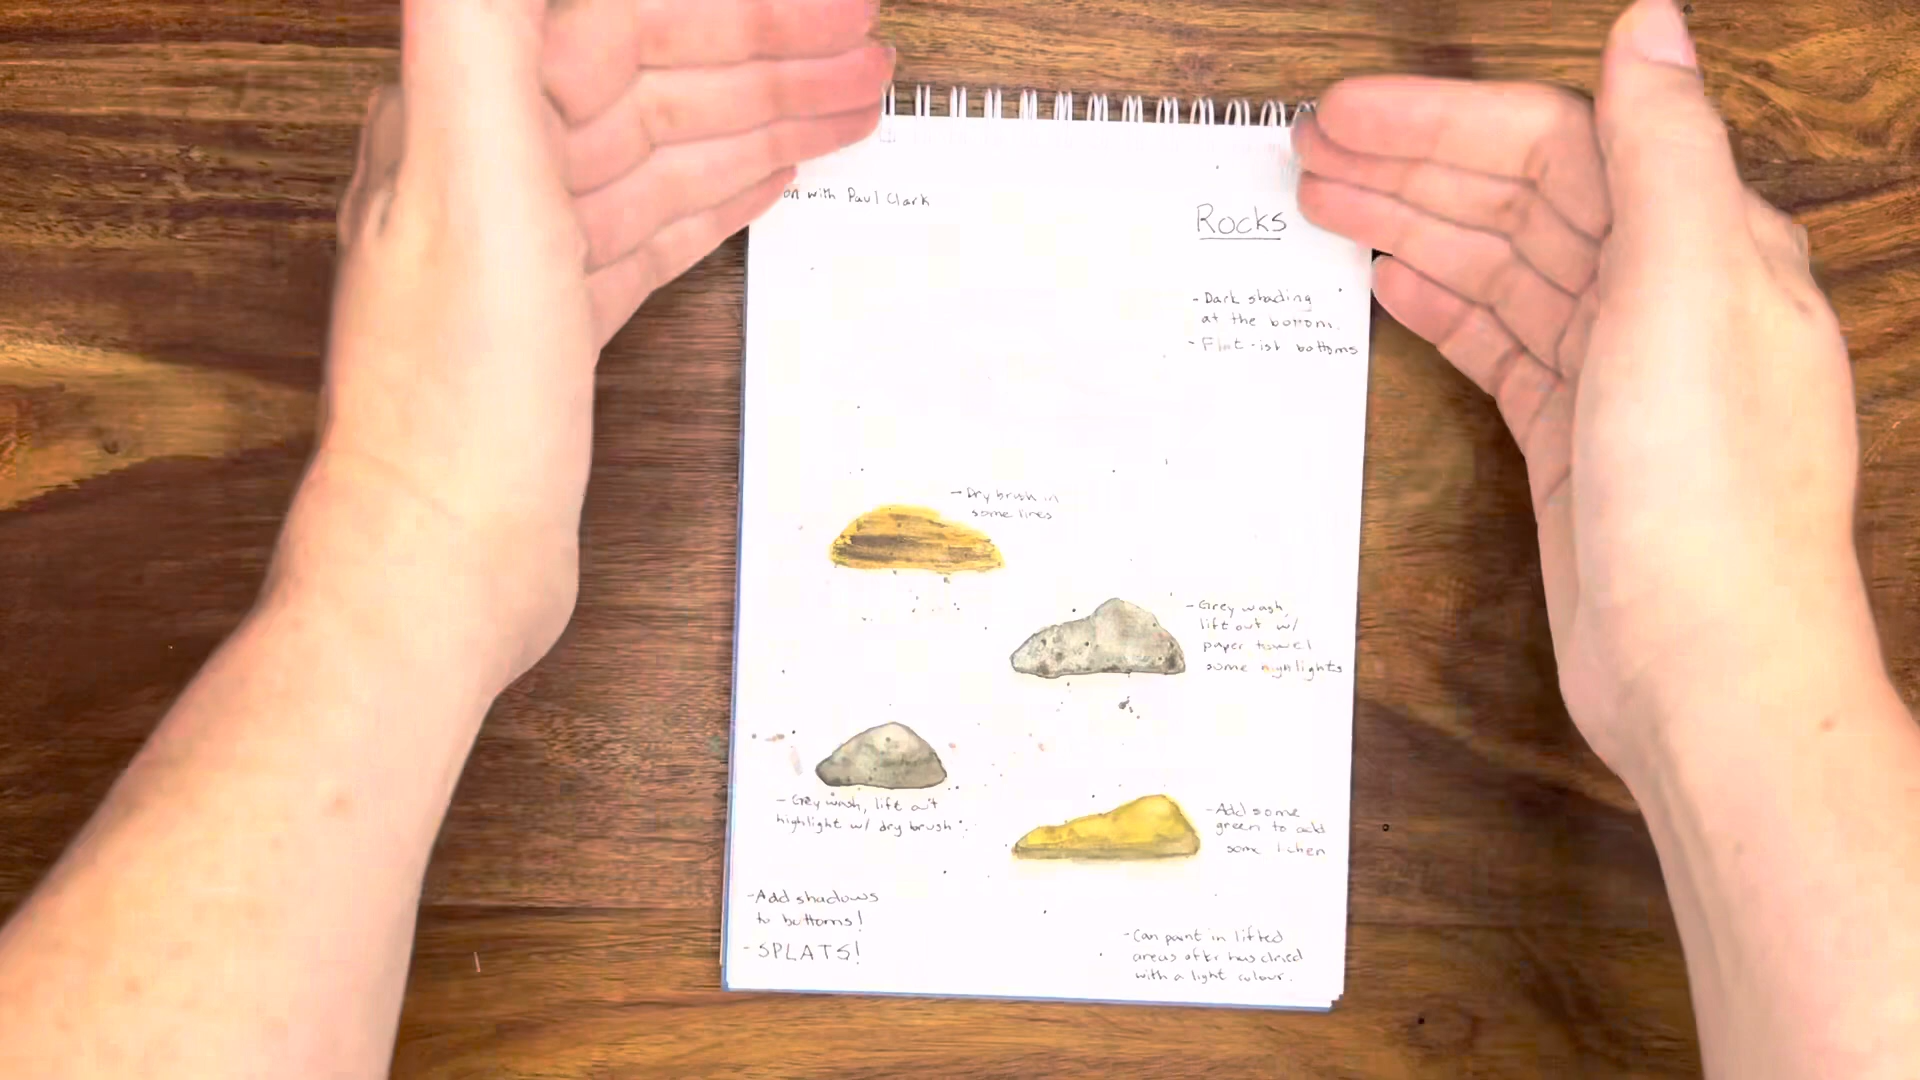 on with Paul Clark
Rocks
- Dark shading
at the bottom.
- Flat-ish bottoms
- Dry brush in
some lines
- Grey wash,
lift out w/
paper towel
some highlights
- Grey wash, lift out
highlight w/ dry brush.
- Add some
green to add
some lichen
- Add shadows
to bottoms!
- SPLATS!
- Can paint in lifted
areas after has dried
with a light colour.